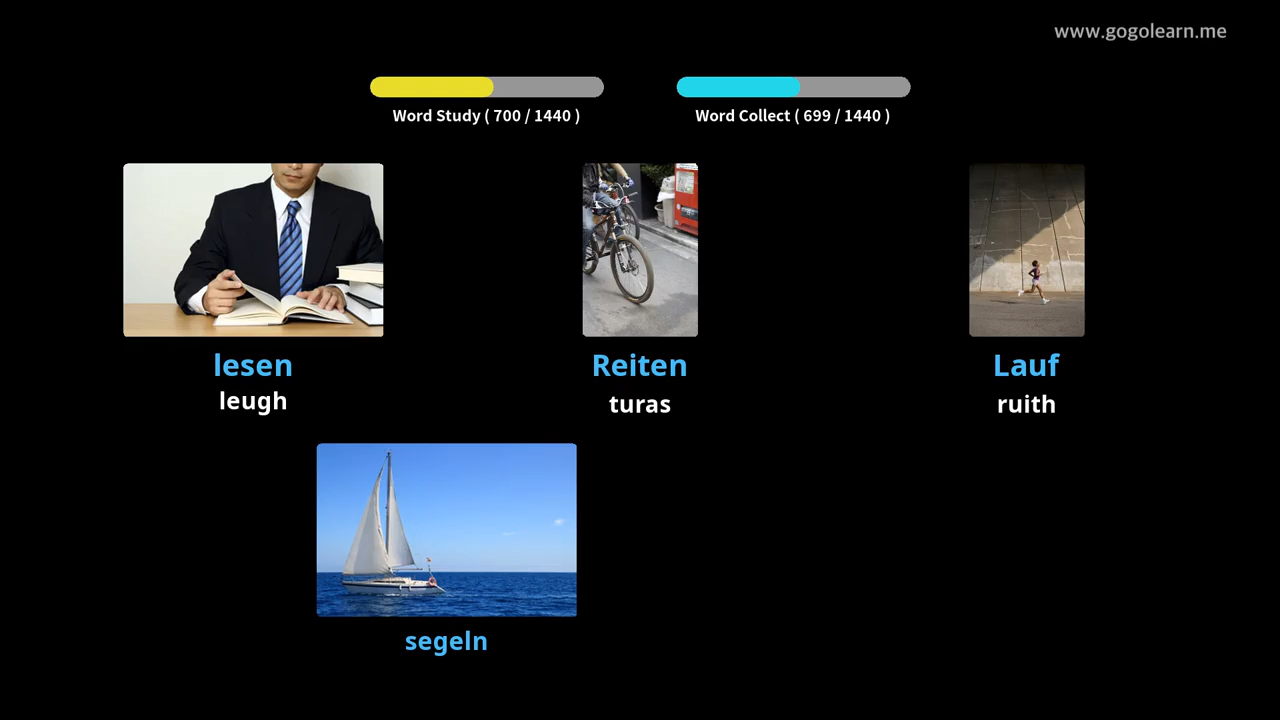 www.gogolearn.me
Word Study ( 700 / 1440 )
Word Collect ( 699 / 1440 )
lesen
leugh
Reiten
turas
Lauf
ruith
segeln